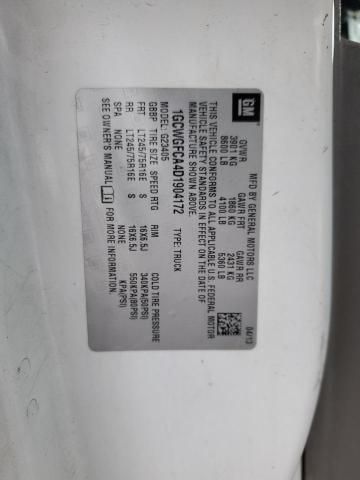 GM
MFD BY GENERAL MOTORS LLC
04/13
GVWR GAWR FRT GAWR RR
3901 KG 1860 KG 2431 KG
8600 LB 4100 LB 5360 LB
THIS VEHICLE CONFORMS TO ALL APPLICABLE U.S. FEDERAL MOTOR
VEHICLE SAFETY STANDARDS IN EFFECT ON THE DATE OF
MANUFACTURE SHOWN ABOVE.
1GCWGFCA4D1904172 TYPE: TRUCK
GBBP G23405
TIRE SIZE SPEED RTG RIM COLD TIRE PRESSURE
FRT LT245/75R16E S 16X6.5J 340KPA(50PSI)
RR LT245/75R16E S 16X6.5J 550KPA(80PSI)
SPA NONE NONE KPA(PSI)
SEE OWNER'S MANUAL FOR MORE INFORMATION.